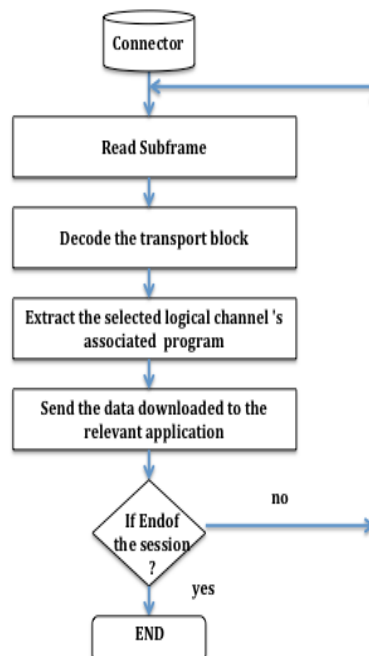 Connector
Read Subframe
Decode the transport block
Extract the selected logical channel 's
associated program
Send the data downloaded to the
relevant application
If Endof
the session
?
no
yes
END